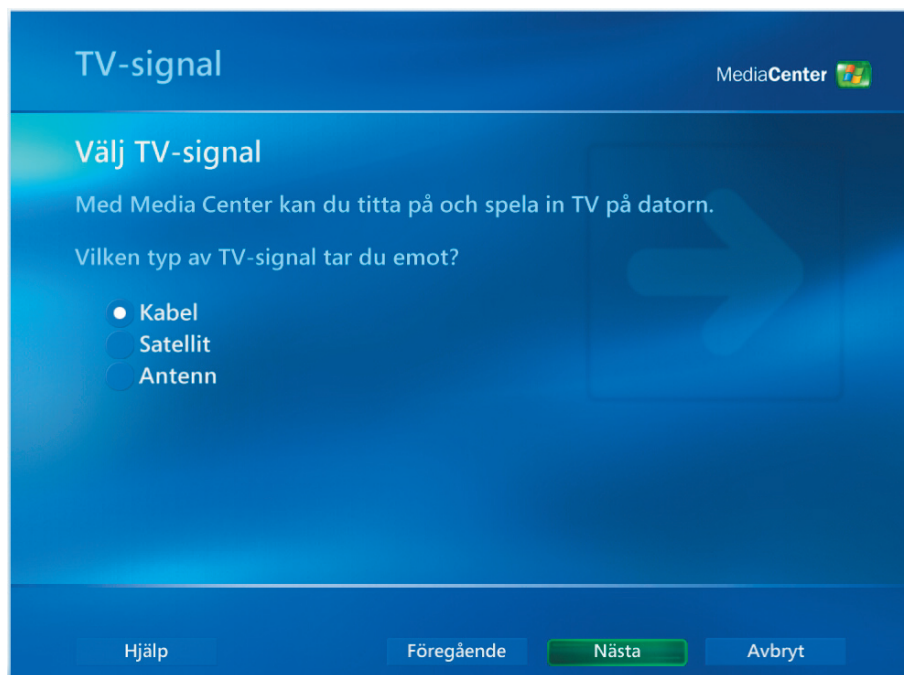 TV-signal
MediaCenter
Välj TV-signal
Med Media Center kan du titta på och spela in TV på datorn.
Vilken typ av TV-signal tar du emot?
Kabel
Satellit
Antenn
Hjälp Föregående Nästa Avbryt